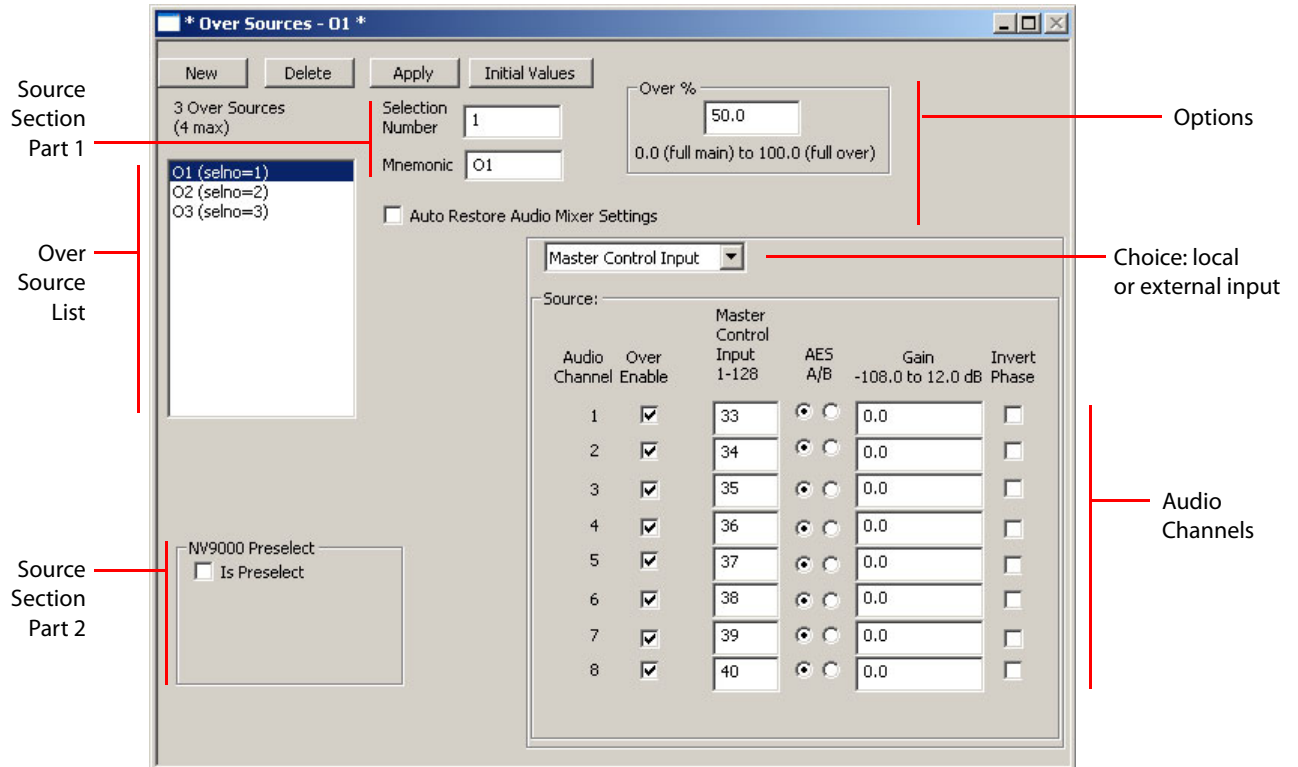 * Over Sources - O1 *
New Delete Apply Initial Values
Source
Section
Part 1
3 Over Sources
(4 max)
Selection
Number
1
Mnemonic O1
Over %
50.0
0.0 (full main) to 100.0 (full over)
Options
O1 (selno=1)
O2 (selno=2)
O3 (selno=3)
Auto Restore Audio Mixer Settings
Over
Source
List
Master Control Input
Choice: local
or external input
Source:
Audio
Channel
Over
Enable
Master
Control
Input
1-128
AES
A/B
Gain
-108.0 to 12.0 dB
Invert
Phase
1 33 0.0
2 34 0.0
3 35 0.0
4 36 0.0
5 37 0.0
6 38 0.0
7 39 0.0
8 40 0.0
Audio
Channels
Source
Section
Part 2
NV9000 Preselect
Is Preselect